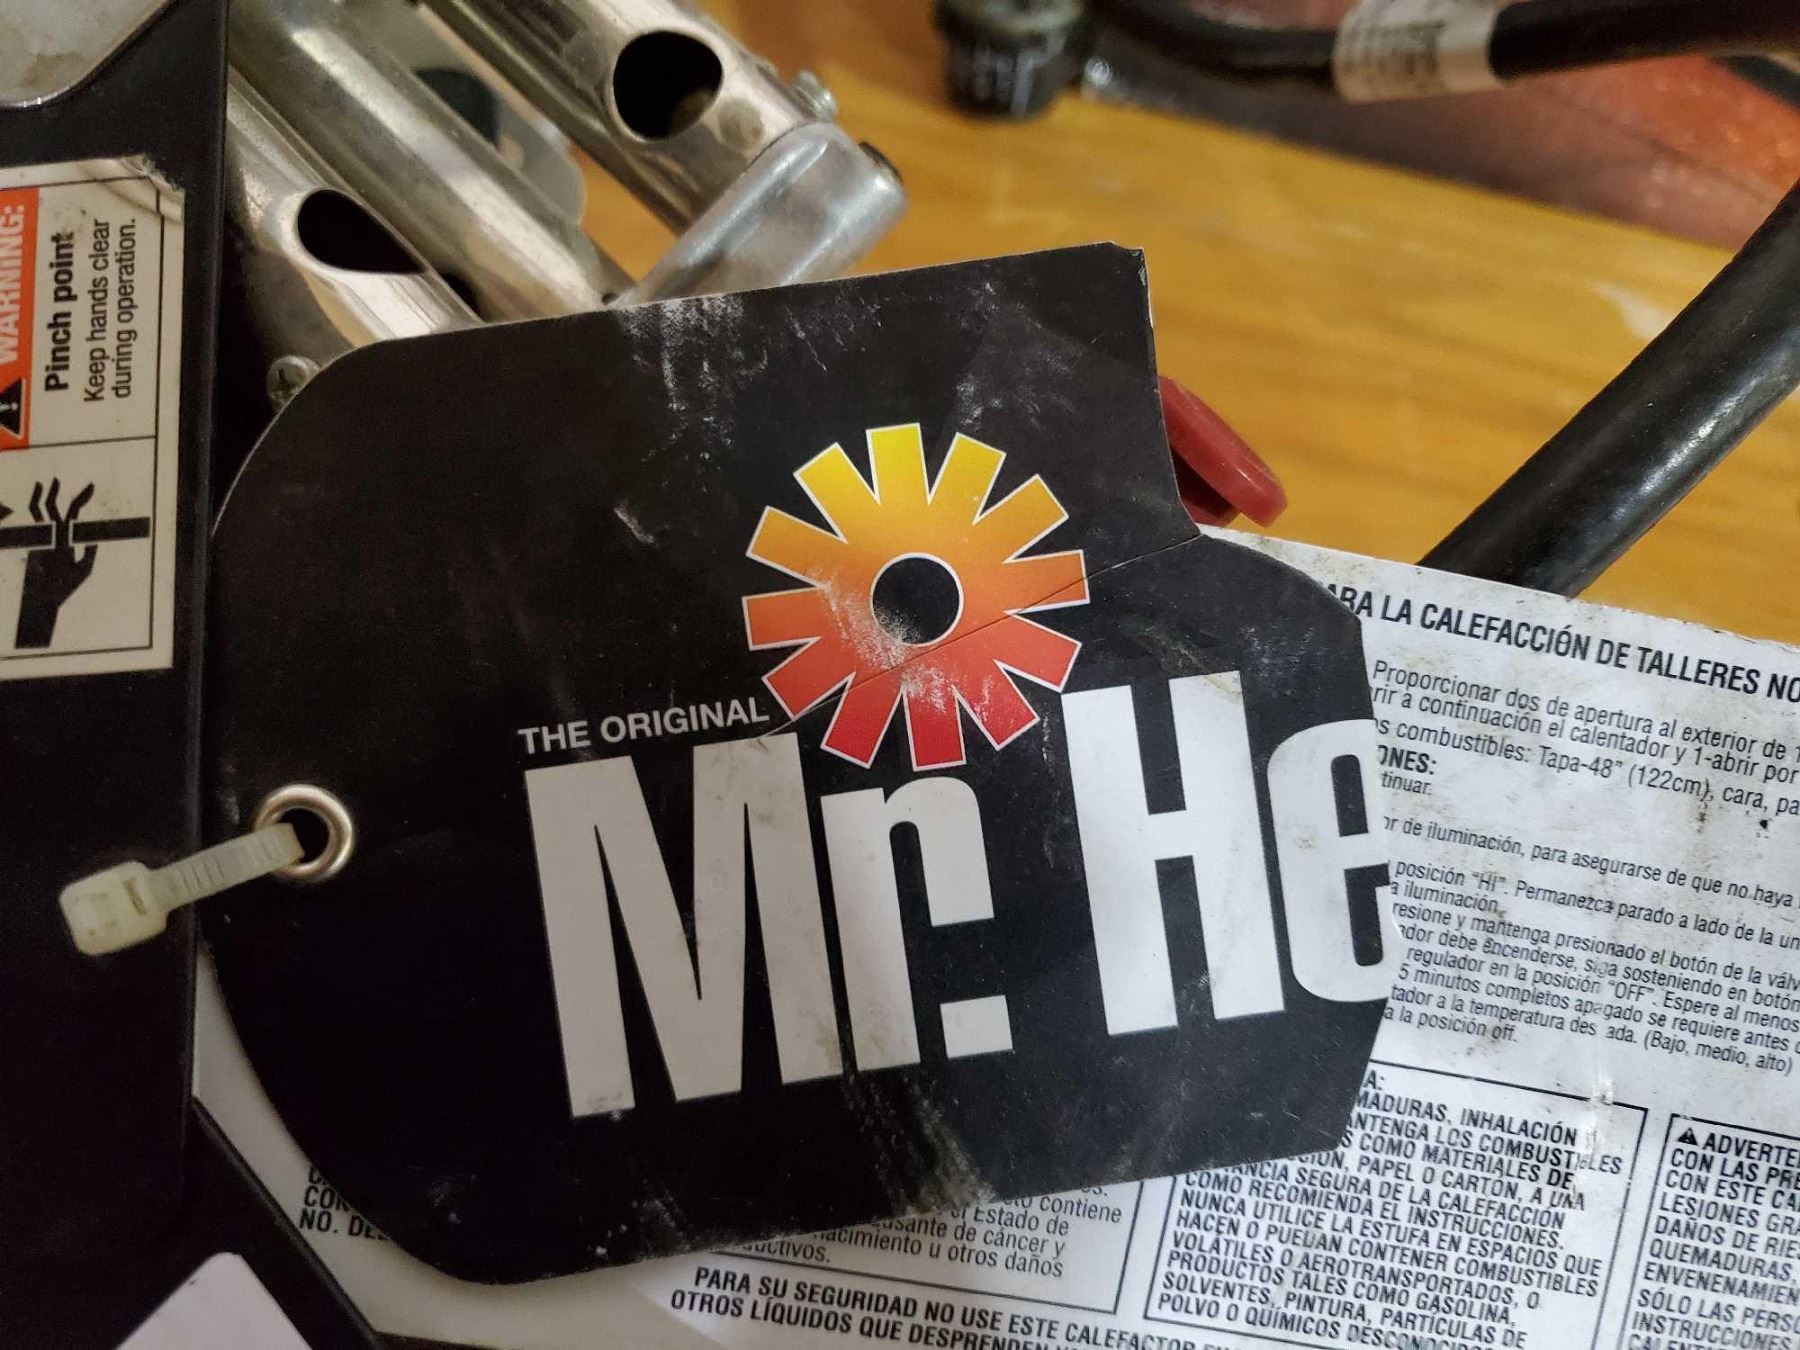 WARNING:
Pinch point
Keep hands clear
during operation.
THE ORIGINAL
Mr. He
ARA LA CALEFACCIÓN DE TALLERES NO
Proporcionar dos de apertura al exterior de
rir a continuación el calentador y 1-abrir por
s combustibles: Tapa-48" (122cm), cara, pa
ONES:
tinuar.
or de iluminación, para asegurarse de que no haya
posición "HI". Permanezca parado a lado de la un
a iluminación.
resione y mantenga presionado el botón de la válv
ador debe encenderse, siga sosteniendo en botón
regulador en la posición "OFF". Espere al menos
5 minutos completos apagado se requiere antes
tador a la temperatura des ada. (Bajo, medio, alto)
a la posición off.
A:
MADURAS, INHALACIÓN
ANTENGA LOS COMBUSTIBLES
S COMO MATERIALES DE
CIÓN, PAPEL O CARTÓN, A UNA
TANCIA SEGURA DE LA CALEFACCIÓN
COMO RECOMIENDA EL INSTRUCCIONES.
NUNCA UTILICE LA ESTUFA EN ESPACIOS QUE
HACEN O PUEDAN CONTENER COMBUSTIBLES
VOLÁTILES O AEROTRANSPORTADOS, O
PRODUCTOS TALES COMO GASOLINA,
SOLVENTES, PINTURA, PARTÍCULAS DE
POLVO O QUÍMICOS DESCONOCIDOS
ADVERTE
CON LAS PRE
CON ESTE CA
LESIONES GRA
DAÑOS DE RIE
QUEMADURAS,
ENVENENAMIEN
SÓLO LAS PERSO
INSTRUCCIONES
CON
NO. DE
contiene
el Estado de
usante de cáncer y
nacimiento u otros daños
uctivos.
PARA SU SEGURIDAD NO USE ESTE CALEFACTOR
OTROS LÍQUIDOS QUE DESPRENDEN